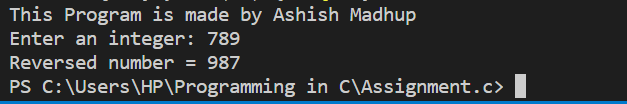 This Program is made by Ashish Madhup
Enter an integer: 789
Reversed number = 987
PS C:\Users\HP\Programming in C\Assignment.c>